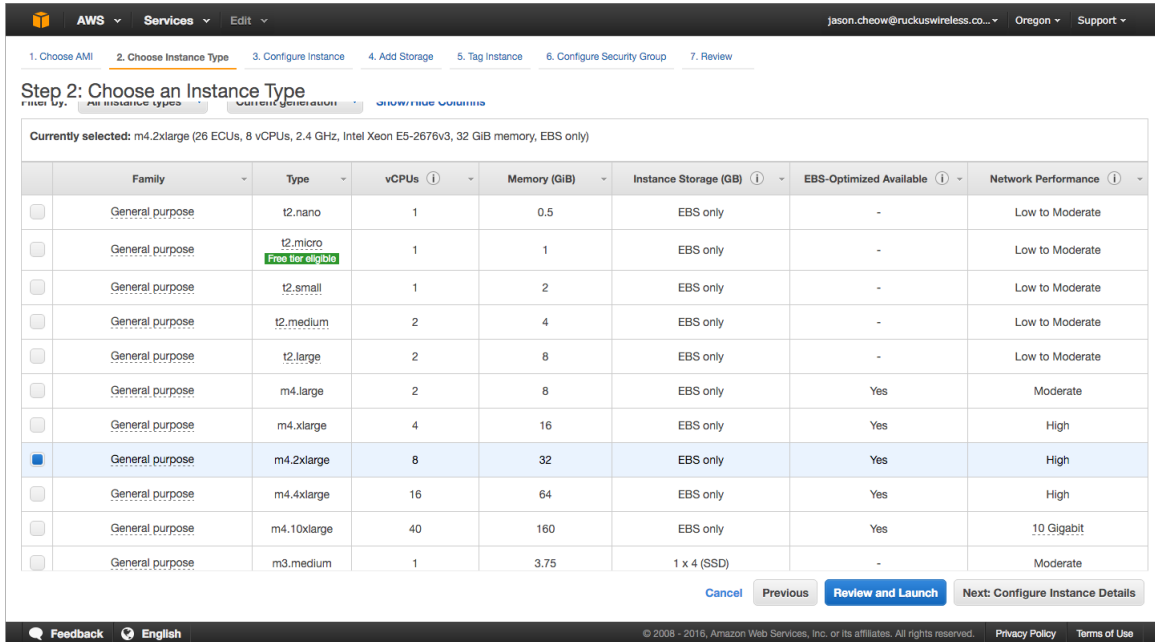 AWS Services Edit jason.cheow@ruckuswireless.co... Oregon Support
1. Choose AMI 2. Choose Instance Type 3. Configure Instance 4. Add Storage 5. Tag Instance 6. Configure Security Group 7. Review
Step 2: Choose an Instance Type
Filter by: All instance types Current generation Show/Hide Columns
Currently selected: m4.2xlarge (26 ECUs, 8 vCPUs, 2.4 GHz, Intel Xeon E5-2676v3, 32 GiB memory, EBS only)
Family Type vCPUs i Memory (GiB) Instance Storage (GB) i EBS-Optimized Available i Network Performance i
General purpose t2.nano 1 0.5 EBS only - Low to Moderate
General purpose t2.micro 1 1 EBS only - Low to Moderate
Free tier eligible
General purpose t2.small 1 2 EBS only - Low to Moderate
General purpose t2.medium 2 4 EBS only - Low to Moderate
General purpose t2.large 2 8 EBS only - Low to Moderate
General purpose m4.large 2 8 EBS only Yes Moderate
General purpose m4.xlarge 4 16 EBS only Yes High
General purpose m4.2xlarge 8 32 EBS only Yes High
General purpose m4.4xlarge 16 64 EBS only Yes High
General purpose m4.10xlarge 40 160 EBS only Yes 10 Gigabit
General purpose m3.medium 1 3.75 1 x 4 (SSD) - Moderate
Cancel Previous Review and Launch Next: Configure Instance Details
Feedback English © 2008 - 2016, Amazon Web Services, Inc. or its affiliates. All rights reserved. Privacy Policy Terms of Use